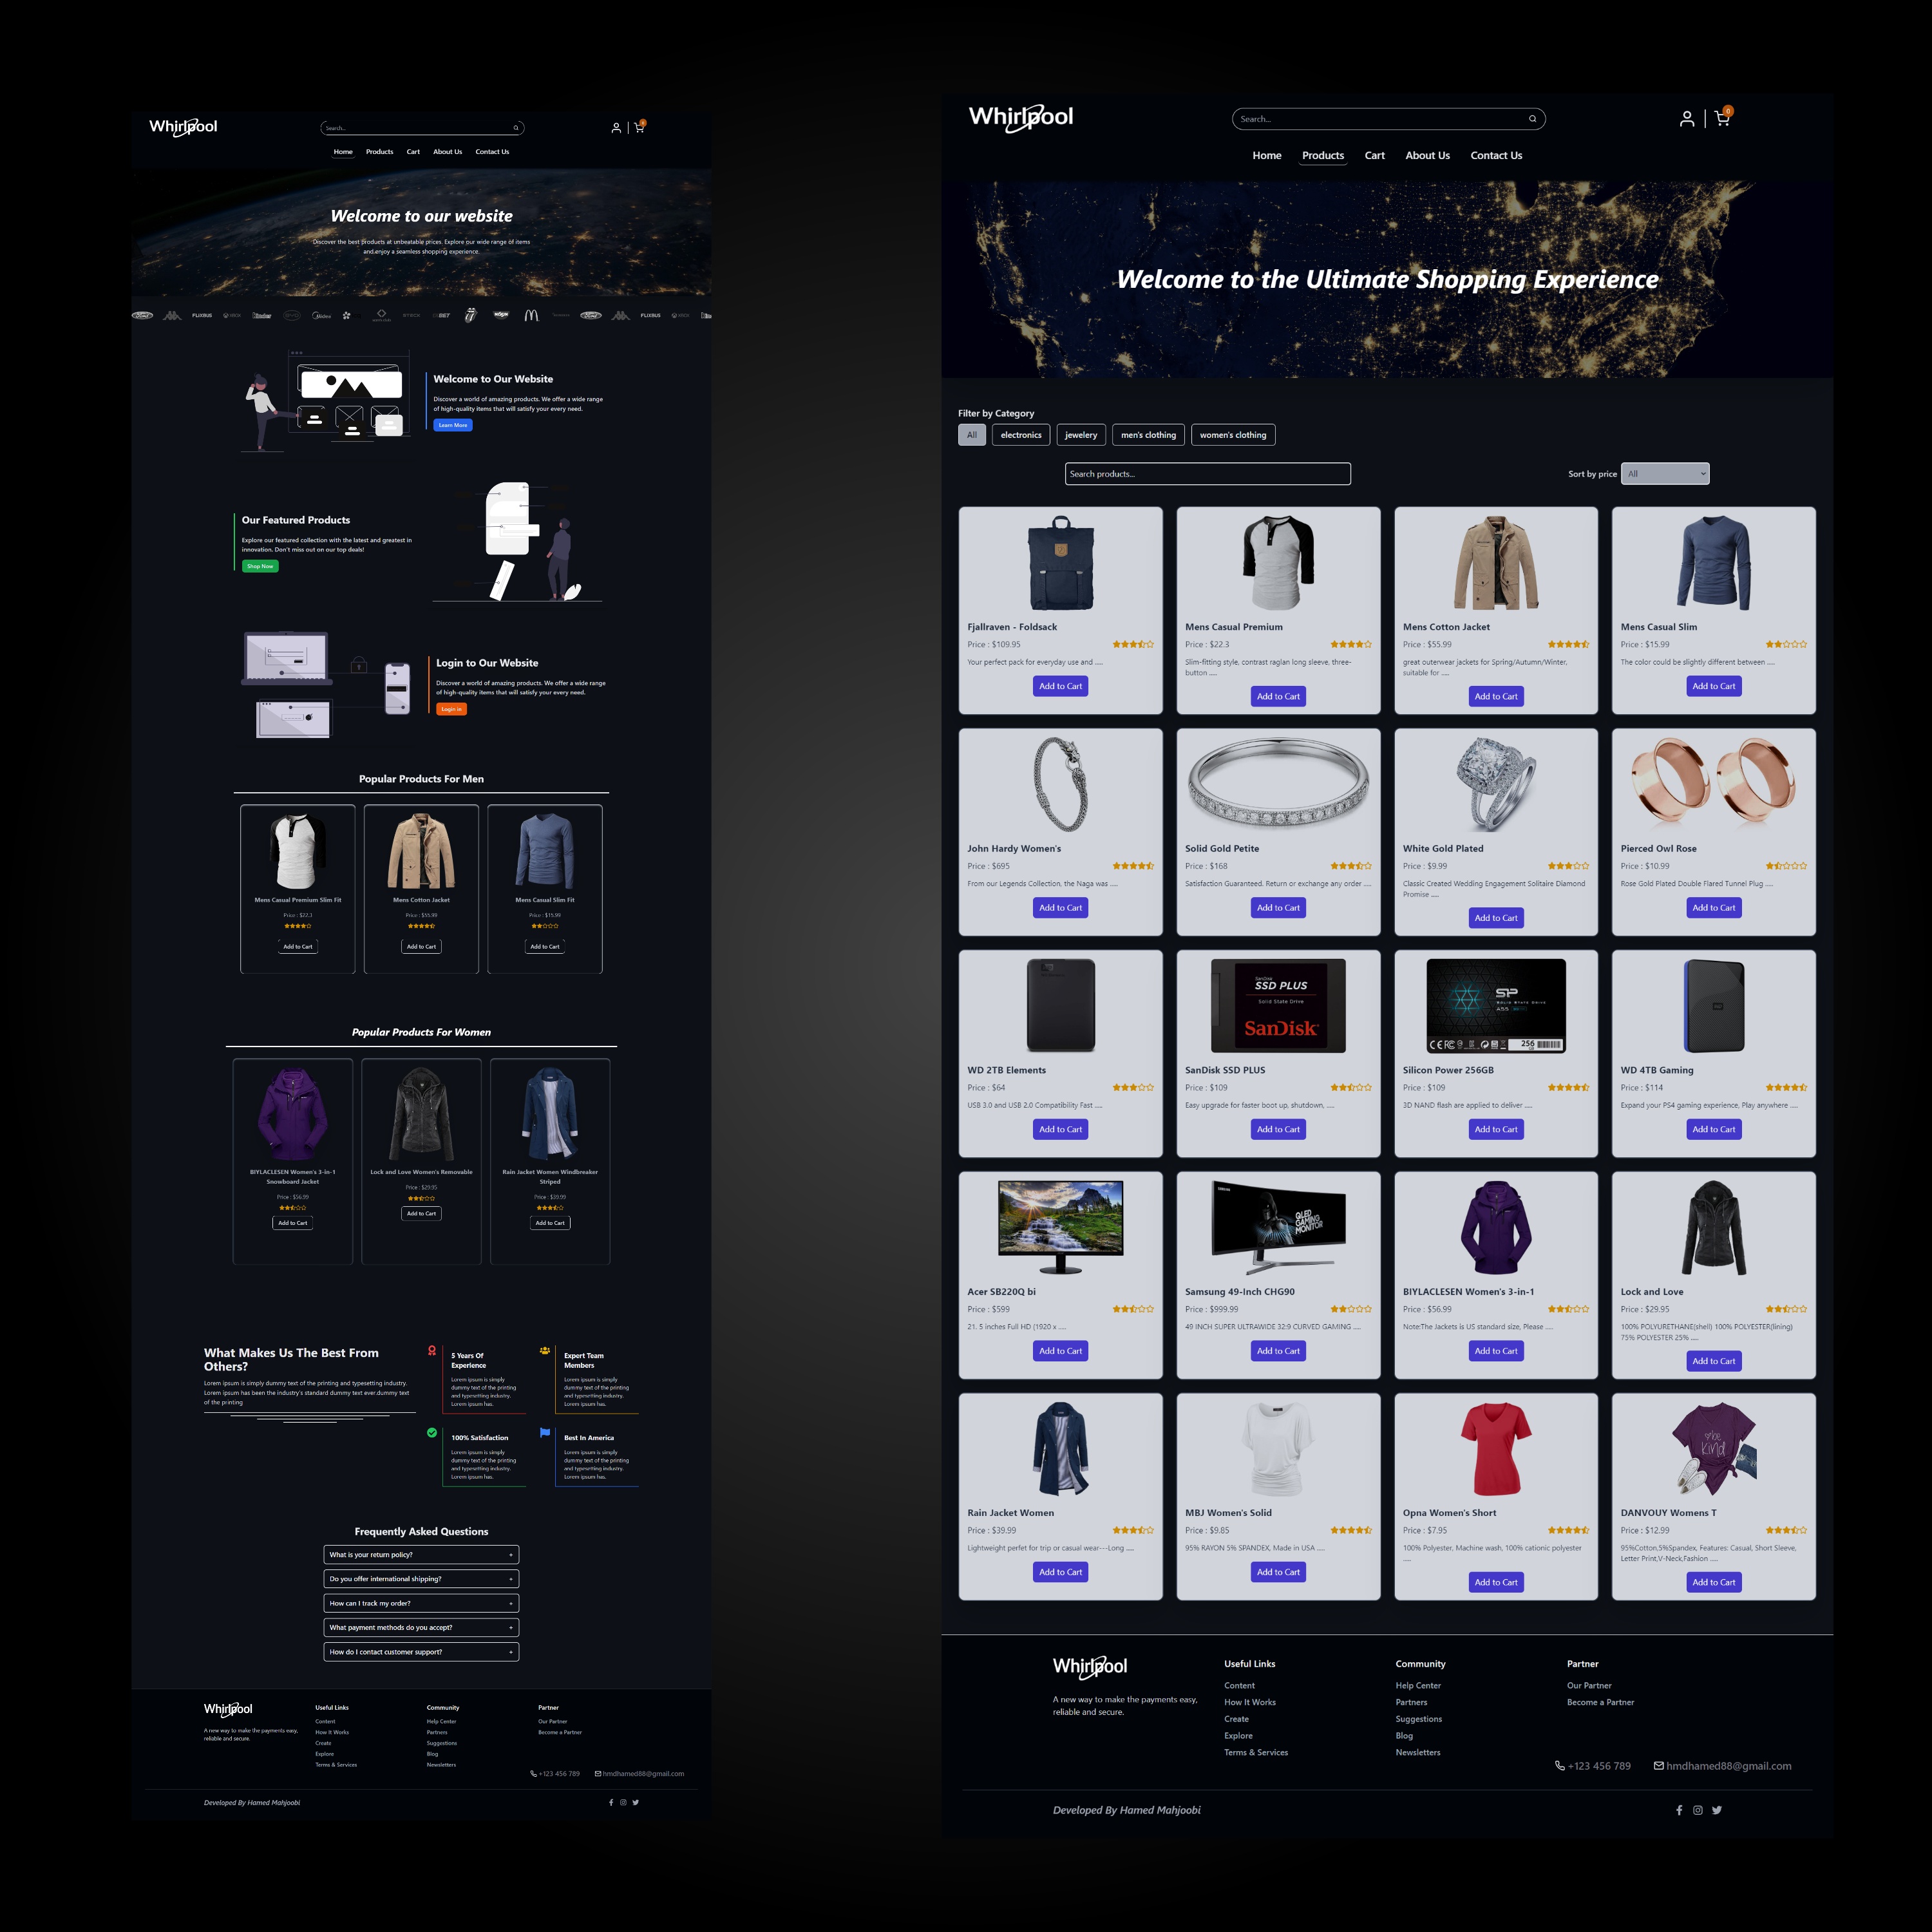 Whirlpool
Search...
0
Home Products Cart About Us Contact Us
Welcome to our website
Discover the best products at unbeatable prices. Explore our wide range of items
and enjoy a seamless shopping experience.
FLIXBUS XBOX
Midea
FLIXBUS XBOX
Welcome to Our Website
Discover a world of amazing products. We offer a wide range
of high-quality items that will satisfy your every need.
Learn More
Our Featured Products
Explore our featured collection with the latest and greatest in
innovation. Don't miss out on our top deals!
Shop Now
Login to Our Website
Discover a world of amazing products. We offer a wide range
of high-quality items that will satisfy your every need.
Login in
Popular Products For Men
Mens Casual Premium Slim Fit
Price : $22.3
Add to Cart
Mens Cotton Jacket
Price : $55.99
Add to Cart
Mens Casual Slim Fit
Price : $15.99
Add to Cart
Popular Products For Women
BIYLACLESEN Women's 3-in-1
Snowboard Jacket
Price : $56.99
Add to Cart
Lock and Love Women's Removable
Price : $29.95
Add to Cart
Rain Jacket Women Windbreaker
Striped
Price : $39.99
Add to Cart
What Makes Us The Best From
Others?
Lorem ipsum is simply dummy text of the printing and typesetting industry.
Lorem ipsum has been the industry's standard dummy text ever.dummy text
of the printing
5 Years Of
Experience
Lorem ipsum is simply
dummy text of the printing
and typesetting industry.
Lorem ipsum has.
Expert Team
Members
Lorem ipsum is simply
dummy text of the printing
and typesetting industry.
Lorem ipsum has.
100% Satisfaction
Lorem ipsum is simply
dummy text of the printing
and typesetting industry.
Lorem ipsum has.
Best In America
Lorem ipsum is simply
dummy text of the printing
and typesetting industry.
Lorem ipsum has.
Frequently Asked Questions
What is your return policy? +
Do you offer international shipping? +
How can I track my order? +
What payment methods do you accept? +
How do I contact customer support? +
Whirlpool
A new way to make the payments easy,
reliable and secure.
Useful Links
Content
How It Works
Create
Explore
Terms & Services
Community
Help Center
Partners
Suggestions
Blog
Newsletters
Partner
Our Partner
Become a Partner
+123 456 789 hmdhamed88@gmail.com
Developed By Hamed Mahjoobi
Whirlpool
Search...
0
Home Products Cart About Us Contact Us
Welcome to the Ultimate Shopping Experience
Filter by Category
All electronics jewelery men's clothing women's clothing
Search products...
Sort by price All
Fjallraven - Foldsack
Price : $109.95
Your perfect pack for everyday use and .....
Add to Cart
Mens Casual Premium
Price : $22.3
Slim-fitting style, contrast raglan long sleeve, three-
button .....
Add to Cart
Mens Cotton Jacket
Price : $55.99
great outerwear jackets for Spring/Autumn/Winter,
suitable for .....
Add to Cart
Mens Casual Slim
Price : $15.99
The color could be slightly different between .....
Add to Cart
John Hardy Women's
Price : $695
From our Legends Collection, the Naga was .....
Add to Cart
Solid Gold Petite
Price : $168
Satisfaction Guaranteed. Return or exchange any order .....
Add to Cart
White Gold Plated
Price : $9.99
Classic Created Wedding Engagement Solitaire Diamond
Promise .....
Add to Cart
Pierced Owl Rose
Price : $10.99
Rose Gold Plated Double Flared Tunnel Plug .....
Add to Cart
WD 2TB Elements
Price : $64
USB 3.0 and USB 2.0 Compatibility Fast .....
Add to Cart
SanDisk
SSD PLUS
Solid State Drive
SanDisk
SanDisk SSD PLUS
Price : $109
Easy upgrade for faster boot up, shutdown, .....
Add to Cart
SP
SOLID STATE DRIVE
A55
256
Silicon Power 256GB
Price : $109
3D NAND flash are applied to deliver .....
Add to Cart
WD 4TB Gaming
Price : $114
Expand your PS4 gaming experience, Play anywhere .....
Add to Cart
Acer SB220Q bi
Price : $599
21. 5 inches Full HD (1920 x .....
Add to Cart
SAMSUNG
QLED
GAMING
MONITOR
Samsung 49-Inch CHG90
Price : $999.99
49 INCH SUPER ULTRAWIDE 32:9 CURVED GAMING .....
Add to Cart
BIYLACLESEN Women's 3-in-1
Price : $56.99
Note:The Jackets is US standard size, Please .....
Add to Cart
Lock and Love
Price : $29.95
100% POLYURETHANE(shell) 100% POLYESTER(lining)
75% POLYESTER 25% .....
Add to Cart
Rain Jacket Women
Price : $39.99
Lightweight perfet for trip or casual wear---Long .....
Add to Cart
MBJ Women's Solid
Price : $9.85
95% RAYON 5% SPANDEX, Made in USA .....
Add to Cart
Opna Women's Short
Price : $7.95
100% Polyester, Machine wash, 100% cationic polyester
.....
Add to Cart
be
kind
DANVOUY Womens T
Price : $12.99
95%Cotton,5%Spandex, Features: Casual, Short Sleeve,
Letter Print,V-Neck,Fashion .....
Add to Cart
Whirlpool
A new way to make the payments easy,
reliable and secure.
Useful Links
Content
How It Works
Create
Explore
Terms & Services
Community
Help Center
Partners
Suggestions
Blog
Newsletters
Partner
Our Partner
Become a Partner
+123 456 789 hmdhamed88@gmail.com
Developed By Hamed Mahjoobi